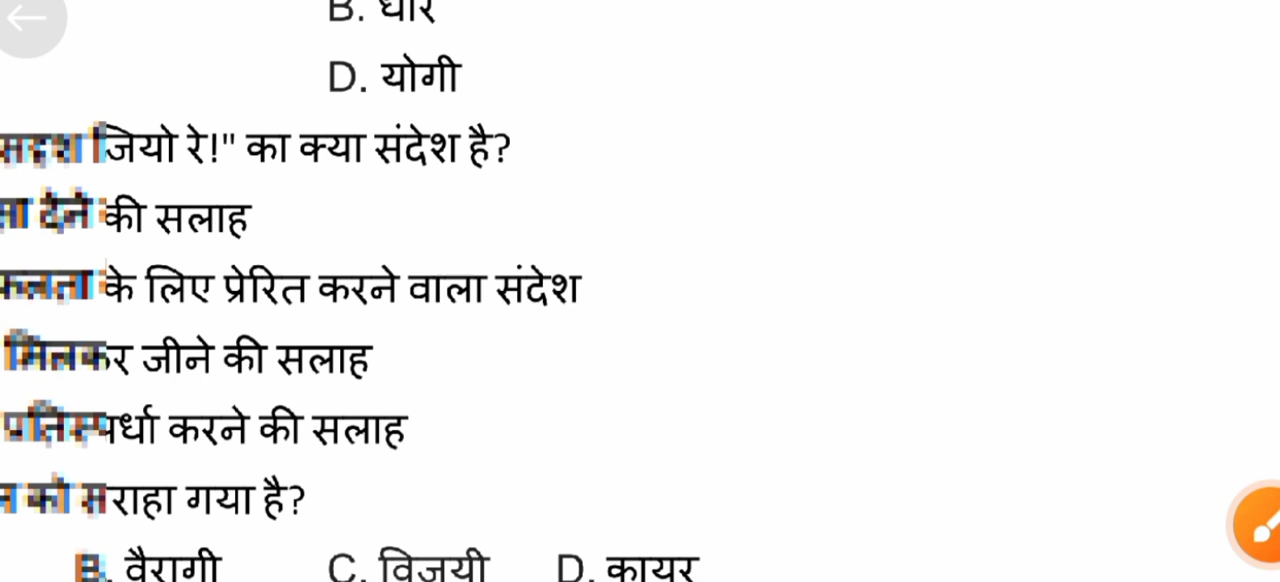 B. धीर
D. योगी
जियो रे!" का क्या संदेश है?
देने की सलाह
के लिए प्रेरित करने वाला संदेश
मिलकर जीने की सलाह
प्रतिस्पर्धा करने की सलाह
को सराहा गया है?
B. वैरागी C. विजयी D. कायर